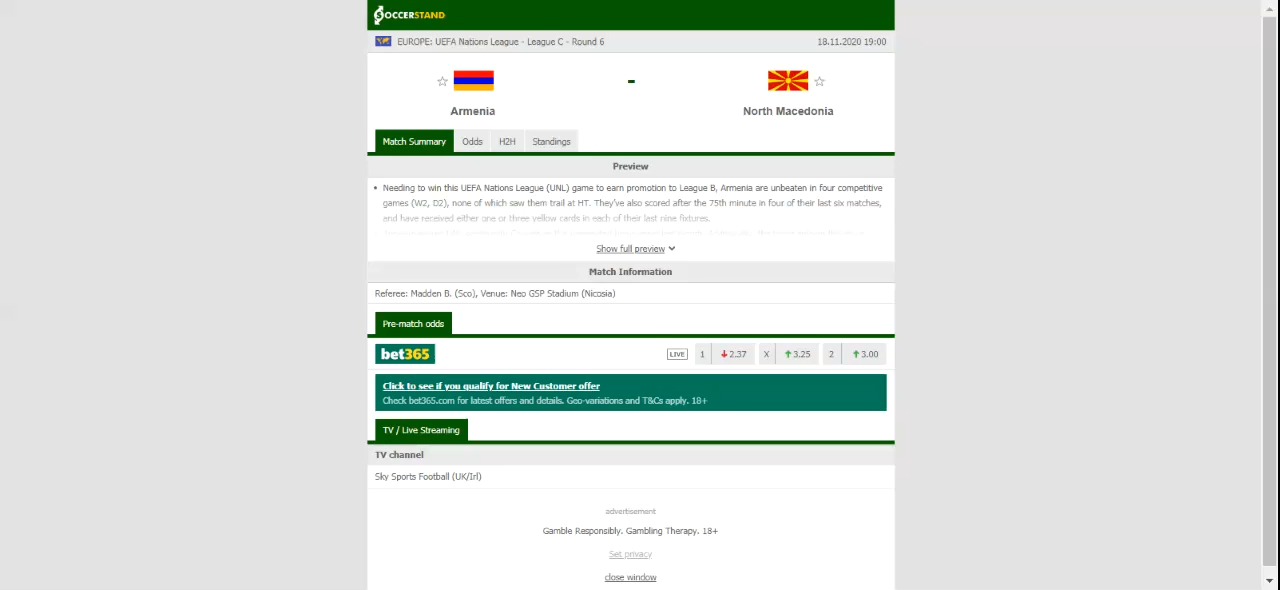 SOCCERSTAND
EUROPE: UEFA Nations League - League C - Round 6
18.11.2020 19:00
-
Armenia
North Macedonia
Match Summary
Odds
H2H
Standings
Preview
• Needing to win this UEFA Nations League (UNL) game to earn promotion to League B, Armenia are unbeaten in four competitive
games (W2, D2), none of which saw them trail at HT. They've also scored after the 75th minute in four of their last six matches,
and have received either one or three yellow cards in each of their last nine fixtures.
Show full preview
Match Information
Referee: Madden B. (Sco), Venue: Neo GSP Stadium (Nicosia)
Pre-match odds
bet365
LIVE
1
2.37
X
3.25
2
3.00
Click to see if you qualify for New Customer offer
Check bet365.com for latest offers and details. Geo-variations and T&Cs apply. 18+
TV / Live Streaming
TV channel
Sky Sports Football (UK/Irl)
advertisement
Gamble Responsibly. Gambling Therapy. 18+
Set privacy
close window